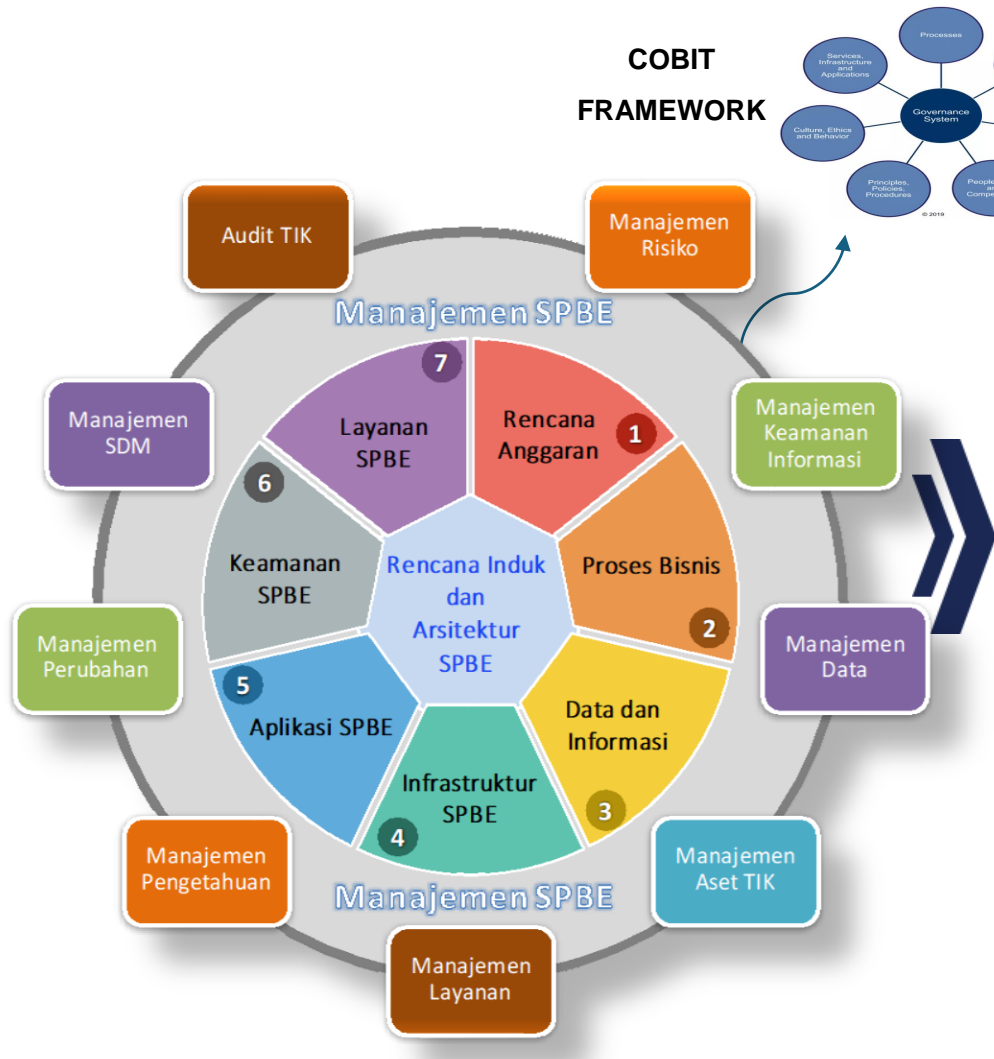 COBIT
FRAMEWORK
Processes
Services,
Infrastructure
and
Applications
Governance
System
Culture, Ethics
and Behavior
Principles,
Policies,
Procedures
© 2019
Audit TIK
Manajemen
Risiko
Manajemen SPBE
Manajemen
SDM
Manajemen
Keamanan
Informasi
7
Layanan
SPBE
Rencana
Anggaran
1
6
Keamanan
SPBE
Rencana Induk
dan
Arsitektur
SPBE
Proses Bisnis
2
Manajemen
Perubahan
Manajemen
Data
5
Aplikasi SPBE
Data dan
Informasi
3
Infrastruktur
SPBE
4
Manajemen
Pengetahuan
Manajemen
Aset TIK
Manajemen SPBE
Manajemen
Layanan